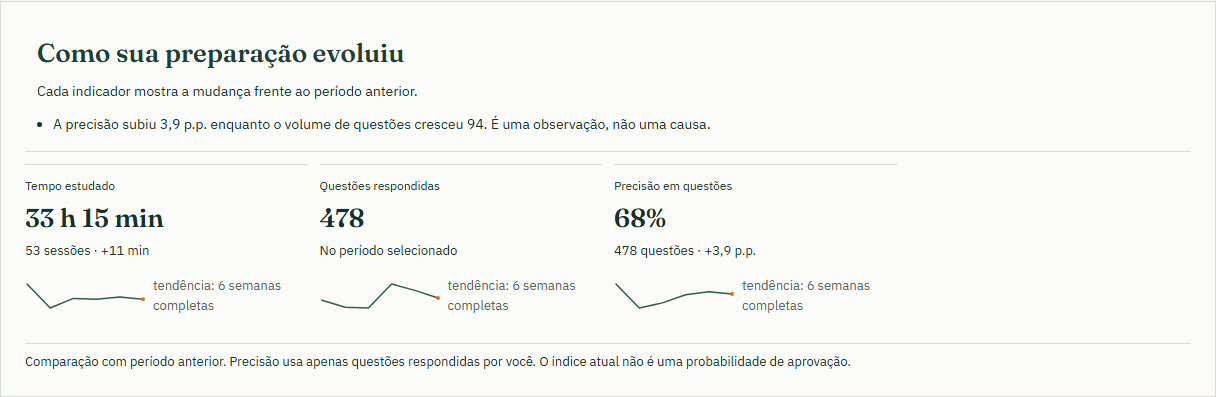 Como sua preparação evoluiu
Cada indicador mostra a mudança frente ao período anterior.
• A precisão subiu 3,9 p.p. enquanto o volume de questões cresceu 94. É uma observação, não uma causa.
Tempo estudado
33 h 15 min
53 sessões · +11 min
tendência: 6 semanas
completas
Questões respondidas
478
No período selecionado
tendência: 6 semanas
completas
Precisão em questões
68%
478 questões · +3,9 p.p.
tendência: 6 semanas
completas
Comparação com período anterior. Precisão usa apenas questões respondidas por você. O índice atual não é uma probabilidade de aprovação.